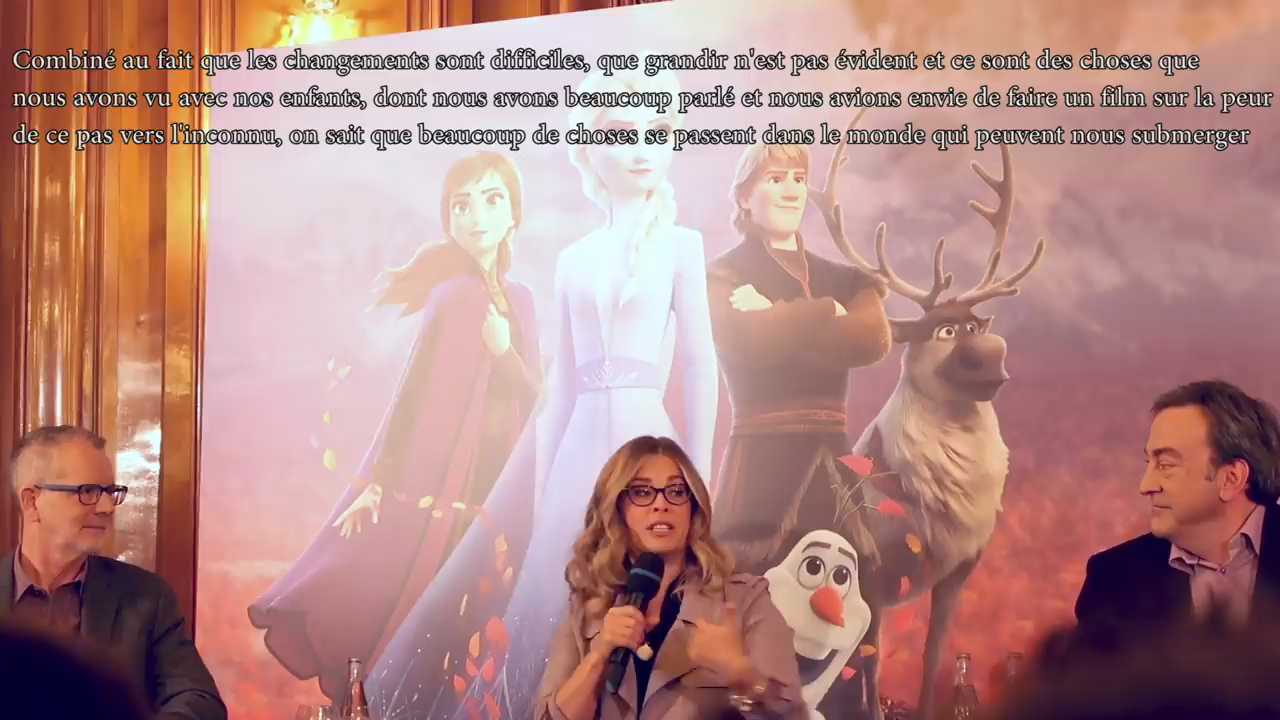 Combiné au fait que les changements sont difficiles, que grandir n'est pas évident et ce sont des choses que
nous avons vu avec nos enfants, dont nous avons beaucoup parlé et nous avions envie de faire un film sur la peur
de ce pas vers l'inconnu, on sait que beaucoup de choses se passent dans le monde qui peuvent nous submerger